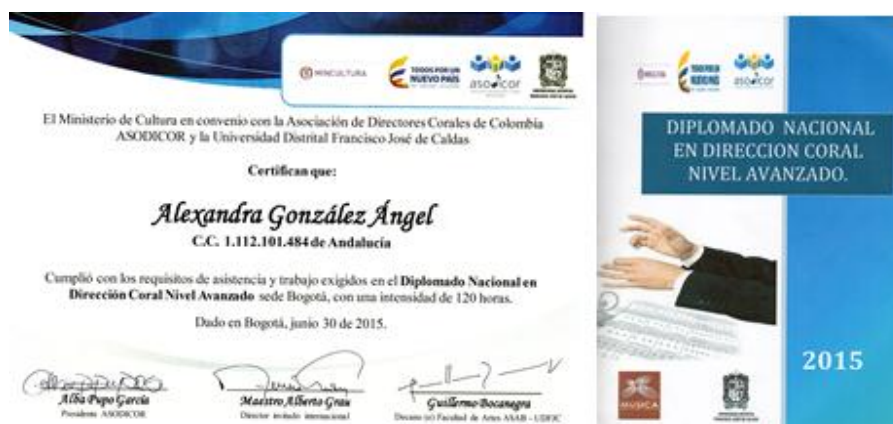 MINCULTURA
TODOS POR UN
NUEVO PAÍS
asodicor
El Ministerio de Cultura en convenio con la Asociación de Directores Corales de Colombia
ASODICOR y la Universidad Distrital Francisco José de Caldas
Certifican que:
Alexandra González Ángel
C.C. 1.112.101.484 de Andalucía
Cumplió con los requisitos de asistencia y trabajo exigidos en el Diplomado Nacional en
Dirección Coral Nivel Avanzado sede Bogotá, con una intensidad de 120 horas.
Dado en Bogotá, junio 30 de 2015.
Alba Pupo García
Presidenta ASODICOR
Maestro Alberto Grau
Director invitado internacional
Guillermo Bocanegra
Decano (e) Facultad de Artes ASAB - UDFJC
TODOS POR UN
NUEVO PAÍS
asodicor
DIPLOMADO NACIONAL
EN DIRECCION CORAL
NIVEL AVANZADO.
2015
MUSICA